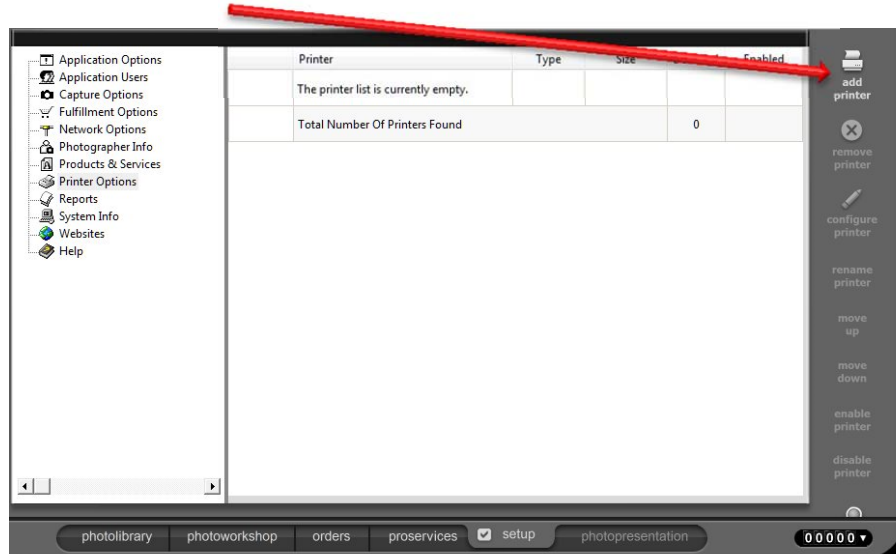 Application Options
Application Users
Capture Options
Fulfillment Options
Network Options
Photographer Info
Products & Services
Printer Options
Reports
System Info
Websites
Help
Printer Type Size Enabled
The printer list is currently empty.
Total Number Of Printers Found 0
add
printer
remove
printer
configure
printer
rename
printer
move
up
move
down
enable
printer
disable
printer
photolibrary photoworkshop orders proservices setup photopresentation
00000